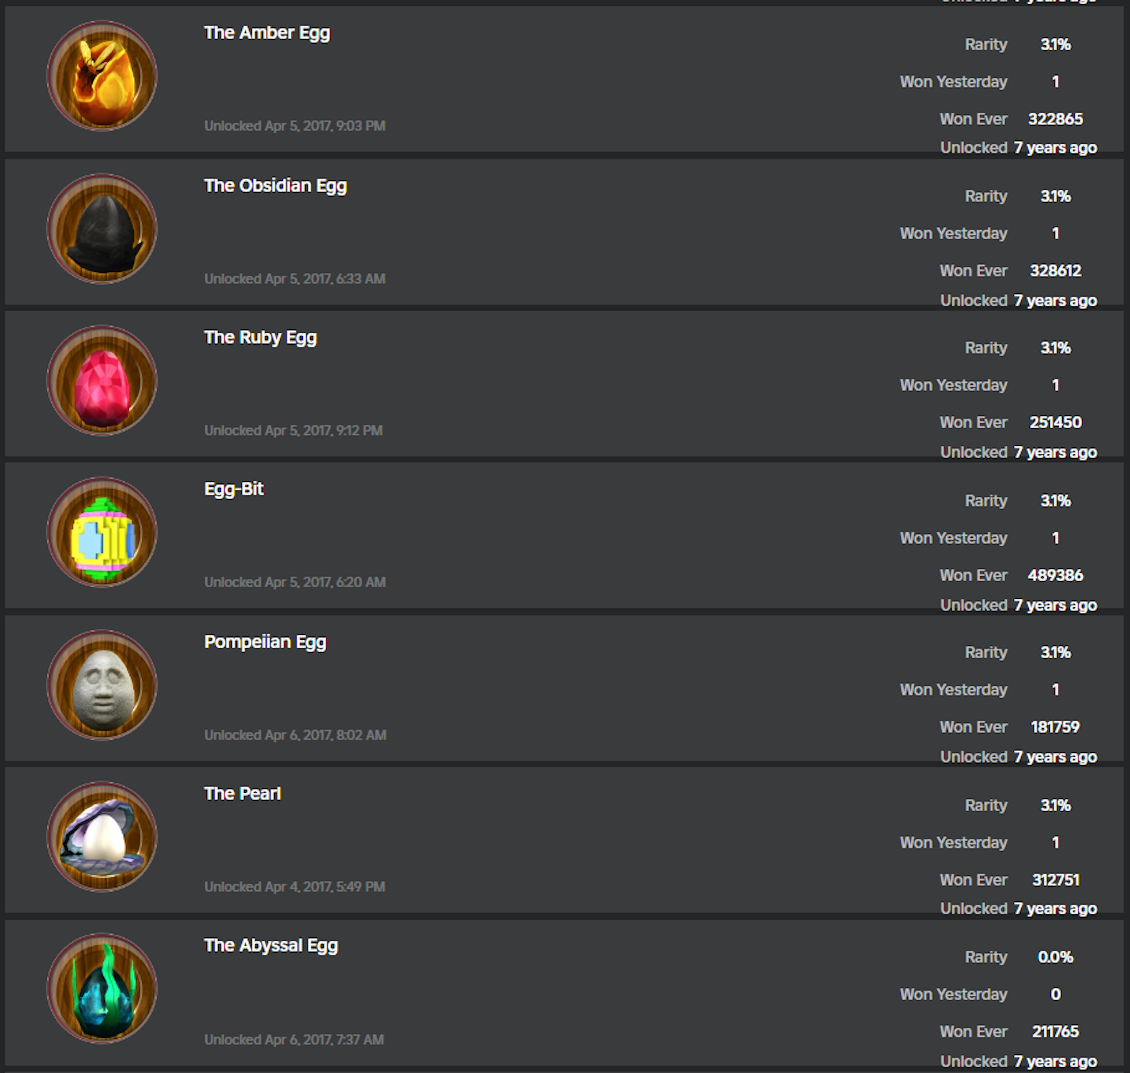 Unlocked 7 years ago
The Amber Egg
Rarity 3.1%
Won Yesterday 1
Won Ever 322865
Unlocked Apr 5, 2017, 9:03 PM
Unlocked 7 years ago
The Obsidian Egg
Rarity 3.1%
Won Yesterday 1
Won Ever 328612
Unlocked Apr 5, 2017, 6:33 AM
Unlocked 7 years ago
The Ruby Egg
Rarity 3.1%
Won Yesterday 1
Won Ever 251450
Unlocked Apr 5, 2017, 9:12 PM
Unlocked 7 years ago
Egg-Bit
Rarity 3.1%
Won Yesterday 1
Won Ever 489386
Unlocked Apr 5, 2017, 6:20 AM
Unlocked 7 years ago
Pompeiian Egg
Rarity 3.1%
Won Yesterday 1
Won Ever 181759
Unlocked Apr 6, 2017, 8:02 AM
Unlocked 7 years ago
The Pearl
Rarity 3.1%
Won Yesterday 1
Won Ever 312751
Unlocked Apr 4, 2017, 5:49 PM
Unlocked 7 years ago
The Abyssal Egg
Rarity 0.0%
Won Yesterday 0
Won Ever 211765
Unlocked Apr 6, 2017, 7:37 AM
Unlocked 7 years ago